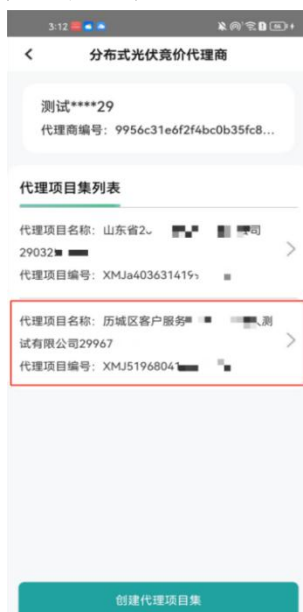 3:12
分布式光伏竞价代理商
测试****29
代理商编号：9956c31e6f2f4bc0b35fc8...
代理项目集列表
代理项目名称：山东省2 司
29032
代理项目编号：XMJa403631419
代理项目名称：历城区客户服务 测
试有限公司29967
代理项目编号：XMJ51968041
创建代理项目集